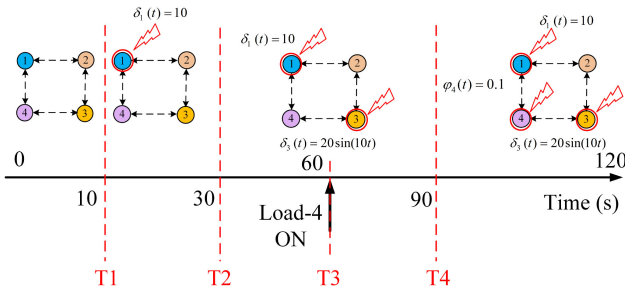 δ₁(t)=10
δ₁(t)=10
δ₁(t)=10
1 2 1 2 1 2 1 2
φ₄(t)=0.1
4 3 4 3 4 3 4 3
δ₃(t)=20sin(10t)
δ₃(t)=20sin(10t)
0 60 120
10 30 90 Time (s)
Load-4
ON
T1 T2 T3 T4